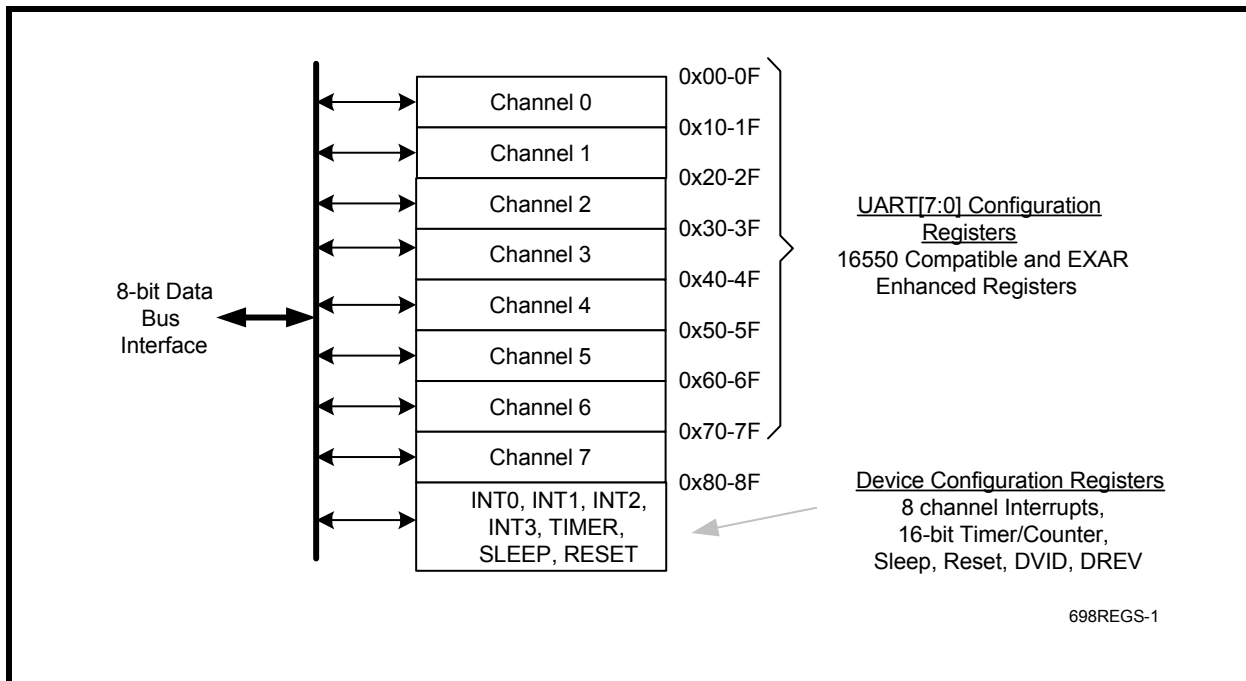 8-bit Data
Bus
Interface
0x00-0F
Channel 0
0x10-1F
Channel 1
0x20-2F
Channel 2
0x30-3F
Channel 3
0x40-4F
Channel 4
0x50-5F
Channel 5
0x60-6F
Channel 6
0x70-7F
Channel 7
0x80-8F
INT0, INT1, INT2,
INT3, TIMER,
SLEEP, RESET
UART[7:0] Configuration
Registers
16550 Compatible and EXAR
Enhanced Registers
Device Configuration Registers
8 channel Interrupts,
16-bit Timer/Counter,
Sleep, Reset, DVID, DREV
698REGS-1